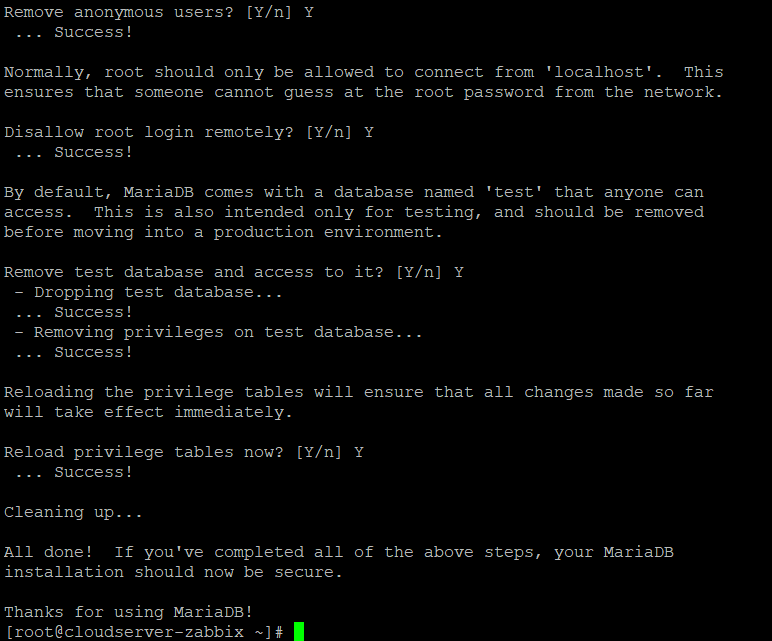 Remove anonymous users? [Y/n] Y
 ... Success!
Normally, root should only be allowed to connect from 'localhost'.  This
ensures that someone cannot guess at the root password from the network.
Disallow root login remotely? [Y/n] Y
 ... Success!
By default, MariaDB comes with a database named 'test' that anyone can
access.  This is also intended only for testing, and should be removed
before moving into a production environment.
Remove test database and access to it? [Y/n] Y
 - Dropping test database...
 ... Success!
 - Removing privileges on test database...
 ... Success!
Reloading the privilege tables will ensure that all changes made so far
will take effect immediately.
Reload privilege tables now? [Y/n] Y
 ... Success!
Cleaning up...
All done!  If you've completed all of the above steps, your MariaDB
installation should now be secure.
Thanks for using MariaDB!
[root@cloudserver-zabbix ~]#